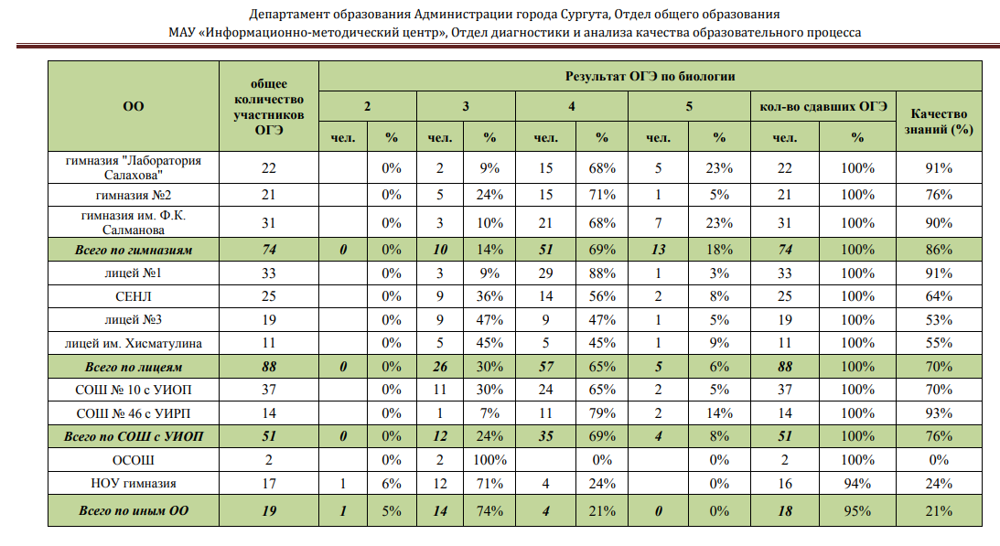 Департамент образования Администрации города Сургута, Отдел общего образования
МАУ «Информационно-методический центр», Отдел диагностики и анализа качества образовательного процесса
ОО общее количество участников ОГЭ Результат ОГЭ по биологии
2 3 4 5 кол-во сдавших ОГЭ Качество знаний (%)
чел. % чел. % чел. % чел. % чел. %
гимназия "Лаборатория Салахова" 22 0% 2 9% 15 68% 5 23% 22 100% 91%
гимназия №2 21 0% 5 24% 15 71% 1 5% 21 100% 76%
гимназия им. Ф.К. Салманова 31 0% 3 10% 21 68% 7 23% 31 100% 90%
Всего по гимназиям 74 0 0% 10 14% 51 69% 13 18% 74 100% 86%
лицей №1 33 0% 3 9% 29 88% 1 3% 33 100% 91%
СЕНЛ 25 0% 9 36% 14 56% 2 8% 25 100% 64%
лицей №3 19 0% 9 47% 9 47% 1 5% 19 100% 53%
лицей им. Хисматулина 11 0% 5 45% 5 45% 1 9% 11 100% 55%
Всего по лицеям 88 0 0% 26 30% 57 65% 5 6% 88 100% 70%
СОШ № 10 с УИОП 37 0% 11 30% 24 65% 2 5% 37 100% 70%
СОШ № 46 с УИРП 14 0% 1 7% 11 79% 2 14% 14 100% 93%
Всего по СОШ с УИОП 51 0 0% 12 24% 35 69% 4 8% 51 100% 76%
ОСОШ 2 0% 2 100% 0% 0% 2 100% 0%
НОУ гимназия 17 1 6% 12 71% 4 24% 0% 16 94% 24%
Всего по иным ОО 19 1 5% 14 74% 4 21% 0 0% 18 95% 21%